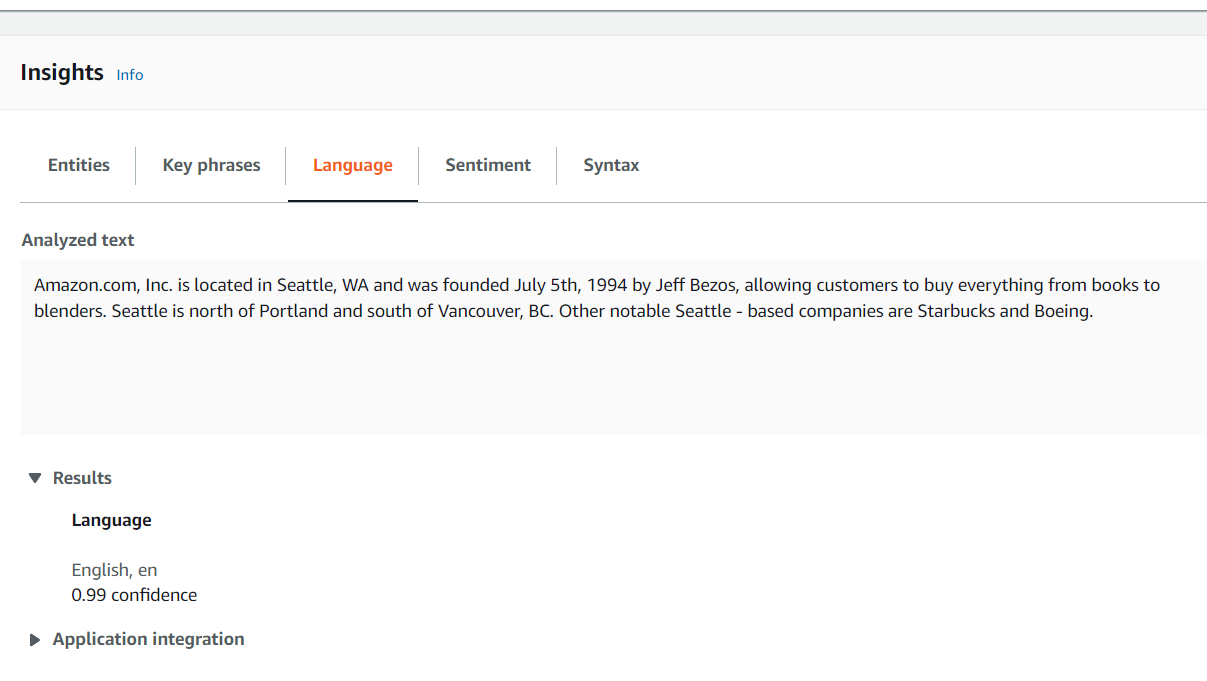 Insights Info
Entities Key phrases Language Sentiment Syntax
Analyzed text
Amazon.com, Inc. is located in Seattle, WA and was founded July 5th, 1994 by Jeff Bezos, allowing customers to buy everything from books to
blenders. Seattle is north of Portland and south of Vancouver, BC. Other notable Seattle - based companies are Starbucks and Boeing.
Results
Language
English, en
0.99 confidence
Application integration